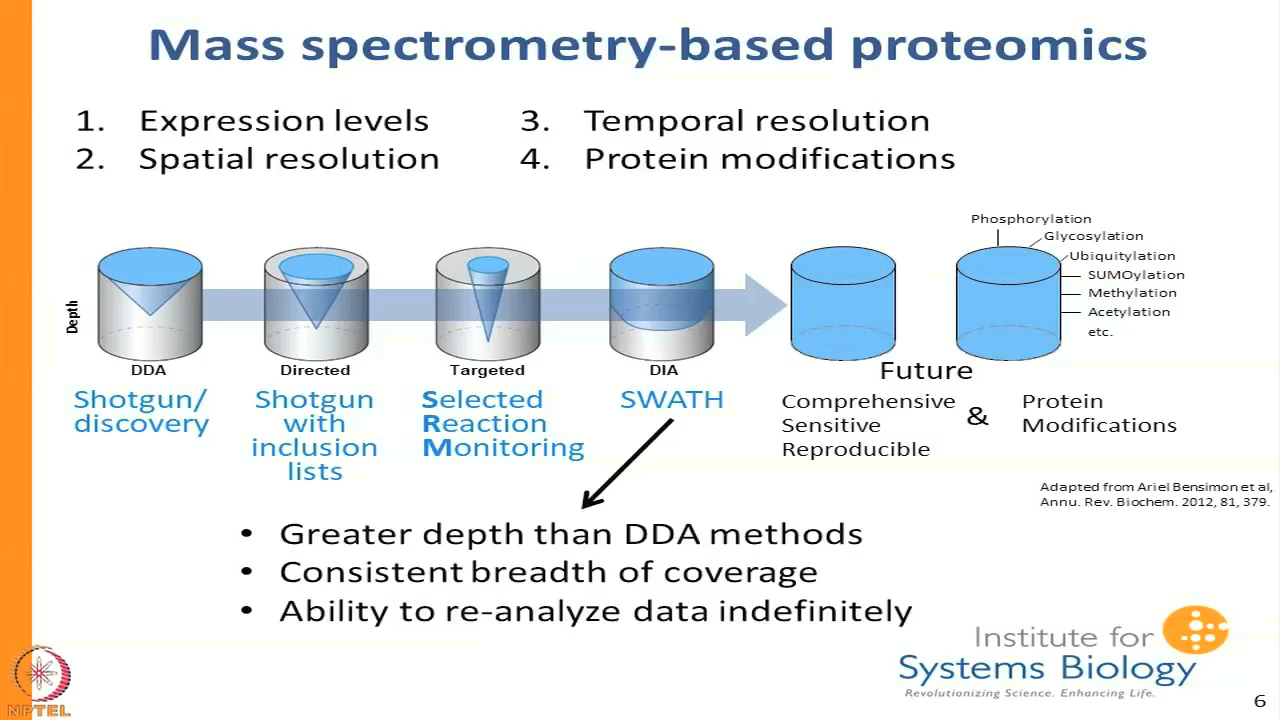 Mass spectrometry-based proteomics
1. Expression levels
2. Spatial resolution
3. Temporal resolution
4. Protein modifications
Depth
DDA
Shotgun/
discovery
Directed
Shotgun
with
inclusion
lists
Targeted
Selected
Reaction
Monitoring
DIA
SWATH
Phosphorylation
Glycosylation
Ubiquitylation
SUMOylation
Methylation
Acetylation
etc.
Future
Comprehensive
Sensitive
Reproducible
&
Protein
Modifications
Adapted from Ariel Bensimon et al,
Annu. Rev. Biochem. 2012, 81, 379.
• Greater depth than DDA methods
• Consistent breadth of coverage
• Ability to re-analyze data indefinitely
Institute for
Systems Biology
Revolutionizing Science. Enhancing Life.
NPTEL
6